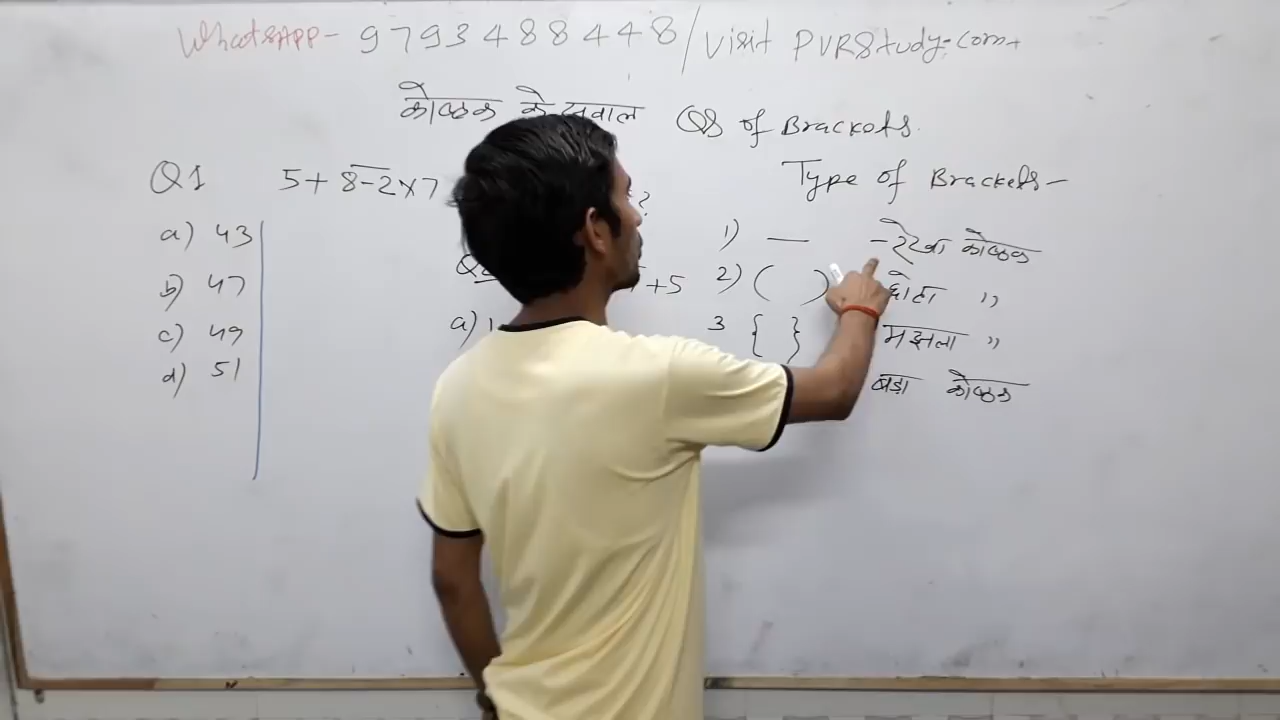 WhatsAPP- 9793488448/Visit PVRStudy.com
कोष्ठक के सवाल Qs of Brackets.
Q1 5+ 8-2×7 ?
a) 43
b) 47
c) 49
d) 51
+5
a) 1
Type of Brackets-
1) — - रेखा कोष्ठक
2) ( ) छोटा "
3 { } मझला "
बड़ा कोष्ठक